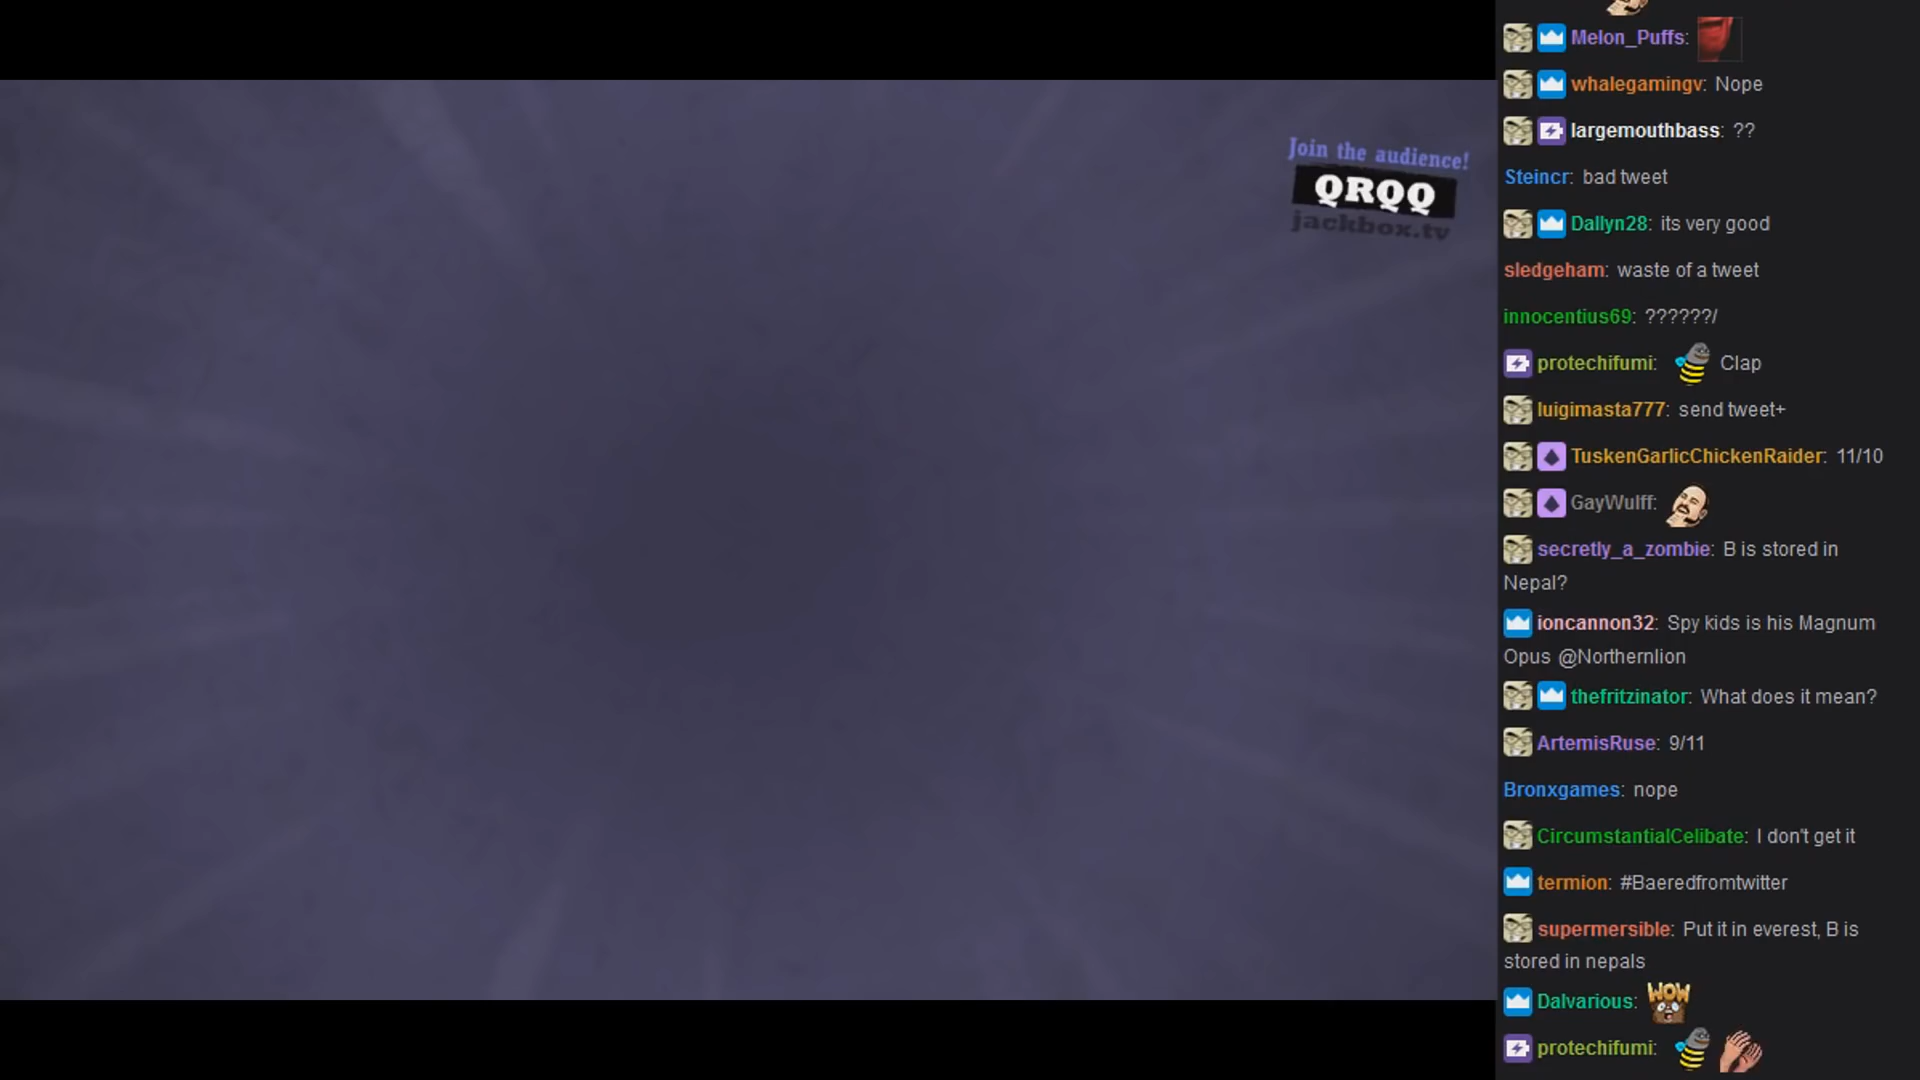 Join the audience!
QRQQ
jackbox.tv
Melon_Puffs:
whalegamingv: Nope
largemouthbass: ??
Steincr: bad tweet
Dallyn28: its very good
sledgeham: waste of a tweet
innocentius69: ??????/
protechifumi: Clap
luigimasta777: send tweet+
TuskenGarlicChickenRaider: 11/10
GayWulff:
secretly_a_zombie: B is stored in
Nepal?
ioncannon32: Spy kids is his Magnum
Opus @Northernlion
thefritzinator: What does it mean?
ArtemisRuse: 9/11
Bronxgames: nope
CircumstantialCelibate: I don't get it
termion: #Baeredfromtwitter
supermersible: Put it in everest, B is
stored in nepals
Dalvarious: WOW
protechifumi: